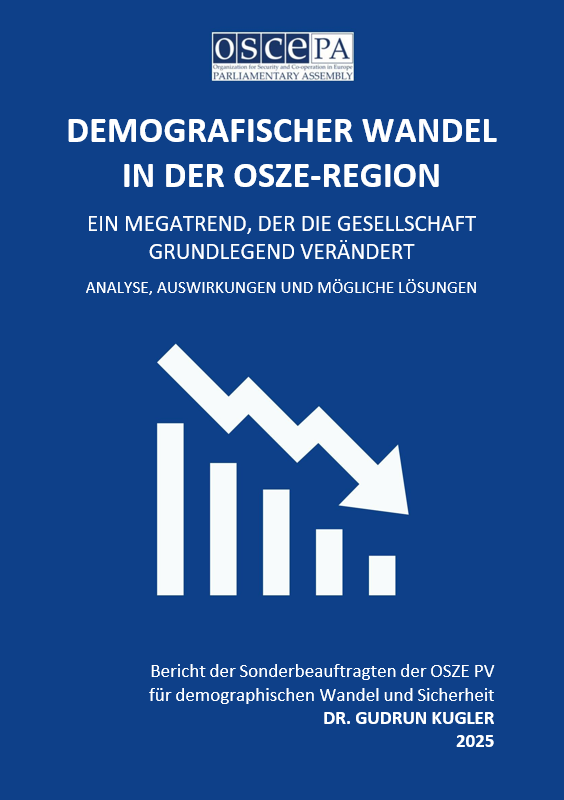 OSCE PA
Organization for Security and Co-operation in Europe
PARLIAMENTARY ASSEMBLY
DEMOGRAFISCHER WANDEL
IN DER OSZE-REGION
EIN MEGATREND, DER DIE GESELLSCHAFT
GRUNDLEGEND VERÄNDERT
ANALYSE, AUSWIRKUNGEN UND MÖGLICHE LÖSUNGEN
Bericht der Sonderbeauftragten der OSZE PV
für demographischen Wandel und Sicherheit
DR. GUDRUN KUGLER
2025